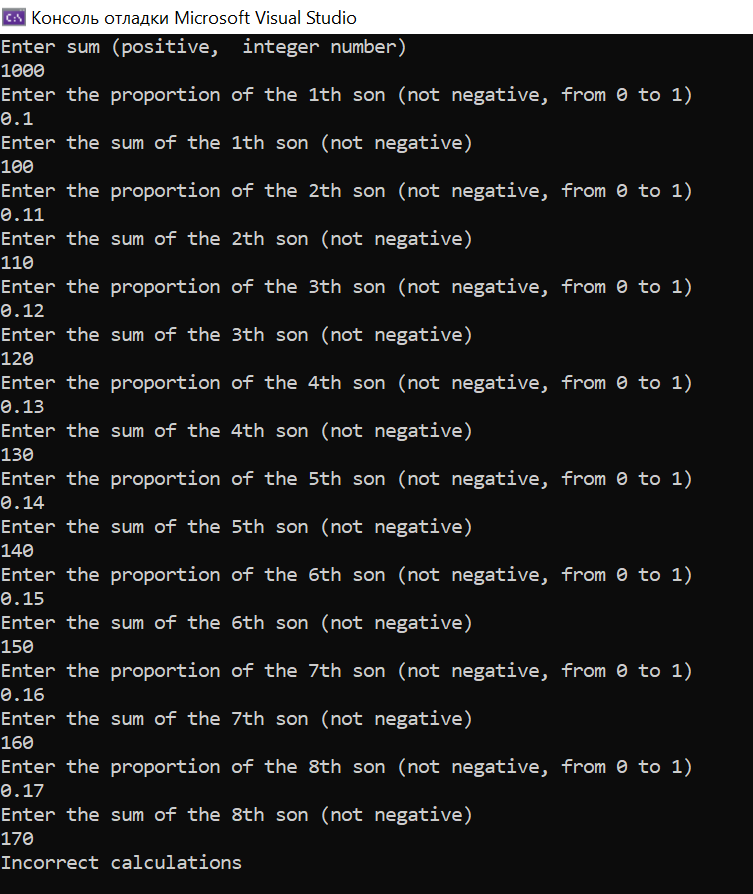 Консоль отладки Microsoft Visual Studio
Enter sum (positive,  integer number)
1000
Enter the proportion of the 1th son (not negative, from 0 to 1)
0.1
Enter the sum of the 1th son (not negative)
100
Enter the proportion of the 2th son (not negative, from 0 to 1)
0.11
Enter the sum of the 2th son (not negative)
110
Enter the proportion of the 3th son (not negative, from 0 to 1)
0.12
Enter the sum of the 3th son (not negative)
120
Enter the proportion of the 4th son (not negative, from 0 to 1)
0.13
Enter the sum of the 4th son (not negative)
130
Enter the proportion of the 5th son (not negative, from 0 to 1)
0.14
Enter the sum of the 5th son (not negative)
140
Enter the proportion of the 6th son (not negative, from 0 to 1)
0.15
Enter the sum of the 6th son (not negative)
150
Enter the proportion of the 7th son (not negative, from 0 to 1)
0.16
Enter the sum of the 7th son (not negative)
160
Enter the proportion of the 8th son (not negative, from 0 to 1)
0.17
Enter the sum of the 8th son (not negative)
170
Incorrect calculations